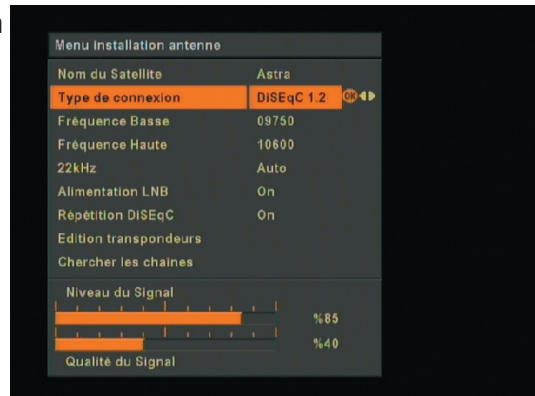 Menu installation antenne
Nom du Satellite Astra
Type de connexion DiSEqC 1.2 OK
Fréquence Basse 09750
Fréquence Haute 10600
22kHz Auto
Alimentation LNB On
Répétition DiSEqC On
Edition transpondeurs
Chercher les chaînes
Niveau du Signal
%85
%40
Qualité du Signal